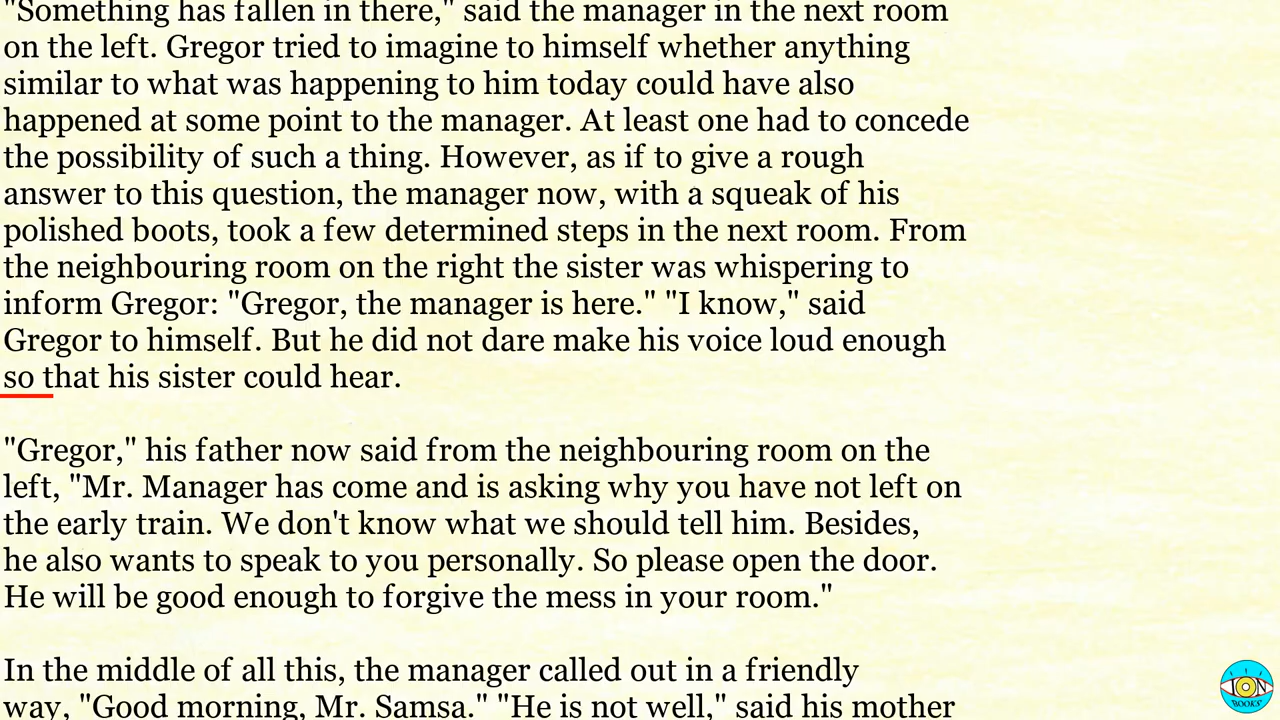 "Something has fallen in there," said the manager in the next room
on the left. Gregor tried to imagine to himself whether anything
similar to what was happening to him today could have also
happened at some point to the manager. At least one had to concede
the possibility of such a thing. However, as if to give a rough
answer to this question, the manager now, with a squeak of his
polished boots, took a few determined steps in the next room. From
the neighbouring room on the right the sister was whispering to
inform Gregor: "Gregor, the manager is here." "I know," said
Gregor to himself. But he did not dare make his voice loud enough
so that his sister could hear.
"Gregor," his father now said from the neighbouring room on the
left, "Mr. Manager has come and is asking why you have not left on
the early train. We don't know what we should tell him. Besides,
he also wants to speak to you personally. So please open the door.
He will be good enough to forgive the mess in your room."
In the middle of all this, the manager called out in a friendly
way, "Good morning, Mr. Samsa." "He is not well," said his mother
ION
BOOKS